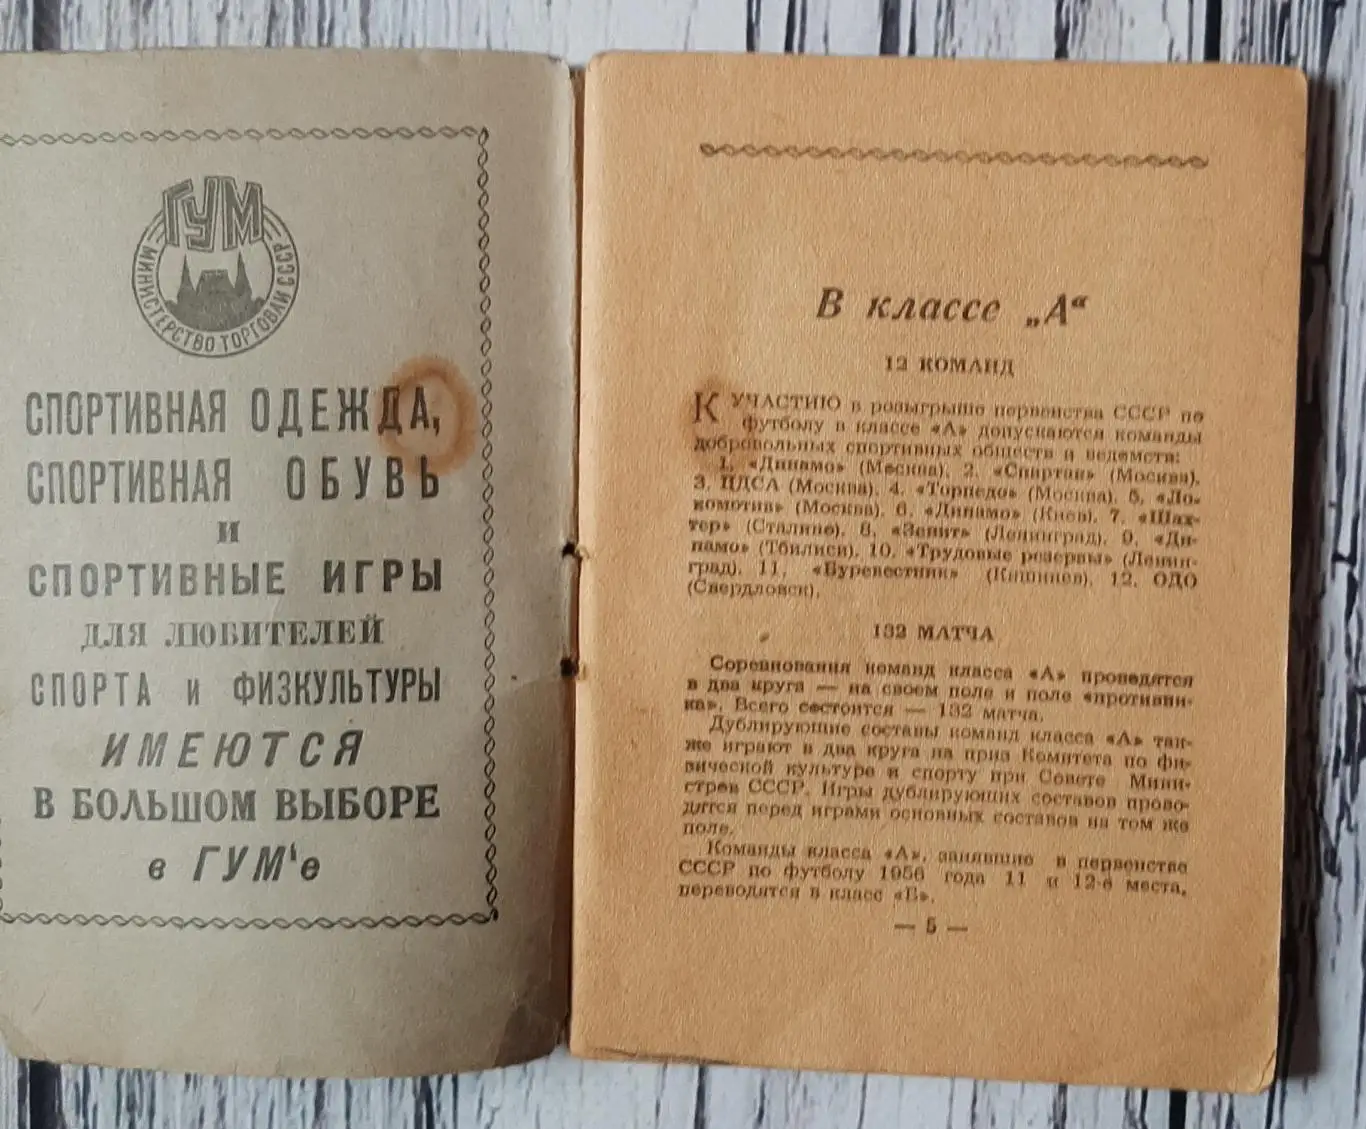 ГУМ
МИНИСТЕРСТВО ТОРГОВЛИ СССР
СПОРТИВНАЯ ОДЕЖДА,
СПОРТИВНАЯ ОБУВЬ
и
СПОРТИВНЫЕ ИГРЫ
ДЛЯ ЛЮБИТЕЛЕЙ
СПОРТА и ФИЗКУЛЬТУРЫ
ИМЕЮТСЯ
В БОЛЬШОМ ВЫБОРЕ
в ГУМ'е
В классе „А“
12 КОМАНД
К УЧАСТИЮ в розыгрыше первенства СССР по
футболу в классе «А» допускаются команды
добровольных спортивных обществ и ведомств:
1. «Динамо» (Москва). 2. «Спартак» (Москва).
3. ЦДСА (Москва). 4. «Торпедо» (Москва). 5. «Ло-
комотив» (Москва). 6. «Динамо» (Киев). 7. «Шах-
тер» (Сталино). 8. «Зенит» (Ленинград). 9. «Ди-
намо» (Тбилиси). 10. «Трудовые резервы» (Ленин-
град). 11. «Буревестник» (Кишинев). 12. ОДО
(Свердловск).
132 МАТЧА
Соревнования команд класса «А» проводятся
в два круга — на своем поле и поле «противни-
ка». Всего состоится — 132 матча.
Дублирующие составы команд класса «А» так-
же играют в два круга на приз Комитета по фи-
зической культуре и спорту при Совете Мини-
стров СССР. Игры дублирующих составов прово-
дятся перед играми основных составов на том же
поле.
Команды класса «А», занявшие в первенстве
СССР по футболу 1956 года 11 и 12-е места,
переводятся в класс «Б».
— 5 —